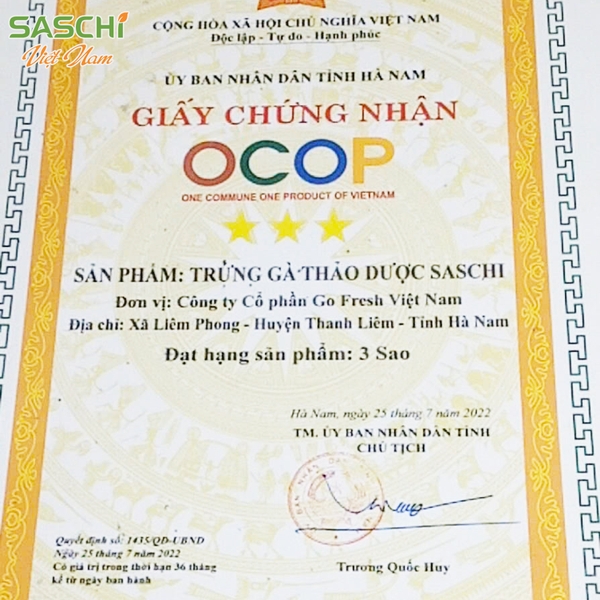 SASCHI
Việt Nam
CỘNG HÒA XÃ HỘI CHỦ NGHĨA VIỆT NAM
Độc lập - Tự do - Hạnh phúc
ỦY BAN NHÂN DÂN TỈNH HÀ NAM
GIẤY CHỨNG NHẬN
OCOP
ONE COMMUNE ONE PRODUCT OF VIETNAM
SẢN PHẨM: TRỨNG GÀ THẢO DƯỢC SASCHI
Đơn vị: Công ty Cổ phần Go Fresh Việt Nam
Địa chỉ: Xã Liêm Phong - Huyện Thanh Liêm - Tỉnh Hà Nam
Đạt hạng sản phẩm: 3 Sao
Hà Nam, ngày 25 tháng 7 năm 2022
TM. ỦY BAN NHÂN DÂN TỈNH
CHỦ TỊCH
Quyết định số: 1435/QĐ-UBND
Ngày 25 tháng 7 năm 2022
Có giá trị trong thời hạn 36 tháng
kể từ ngày ban hành
Trương Quốc Huy